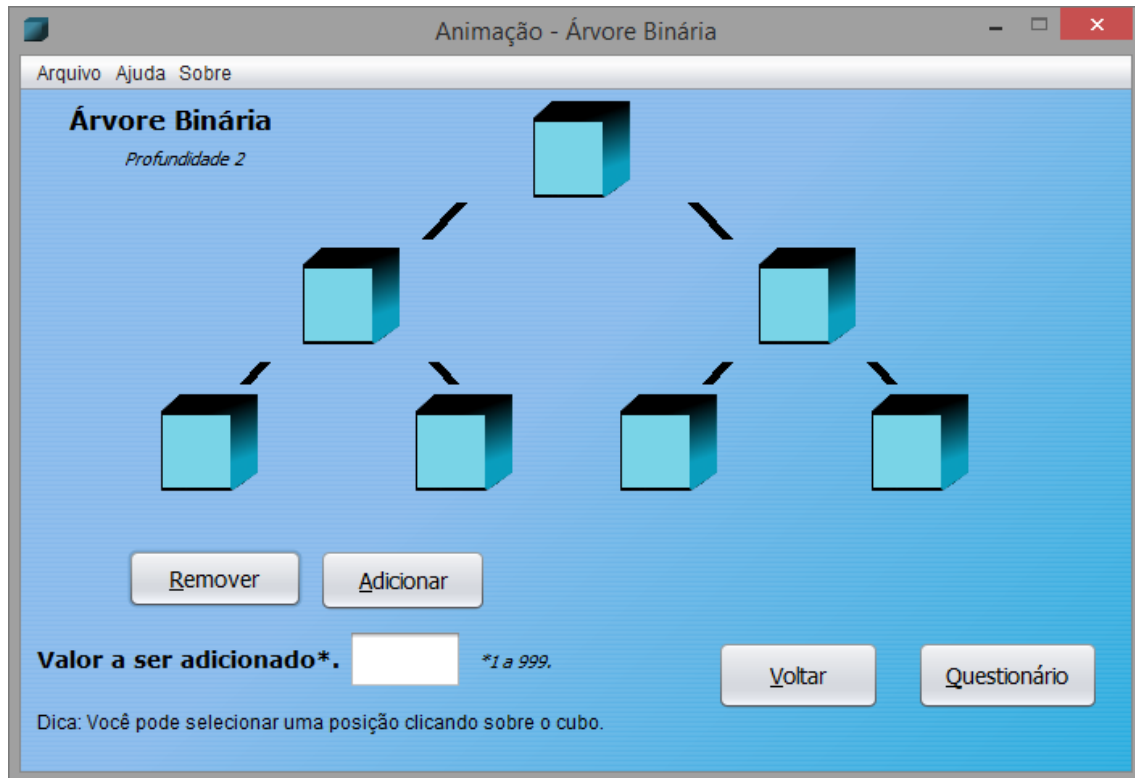 Animação - Árvore Binária
Arquivo Ajuda Sobre
Árvore Binária
Profundidade 2
Remover
Adicionar
Valor a ser adicionado*.
*1 a 999.
Voltar
Questionário
Dica: Você pode selecionar uma posição clicando sobre o cubo.